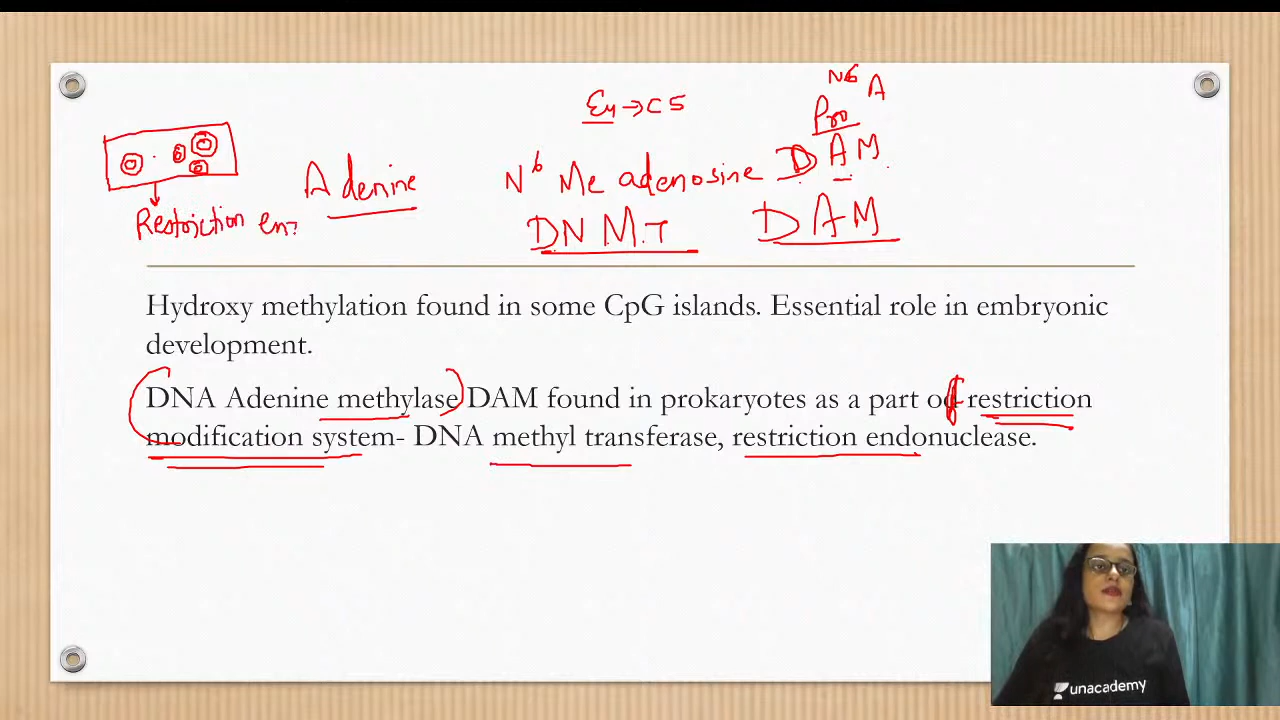 N6 A
Eu → C5
Pro
Adenine
N6 Me adenosine DAM
Restriction en2
DNMT DAM
Hydroxy methylation found in some CpG islands. Essential role in embryonic
development.
DNA Adenine methylase DAM found in prokaryotes as a part of restriction
modification system- DNA methyl transferase, restriction endonuclease.
unacademy